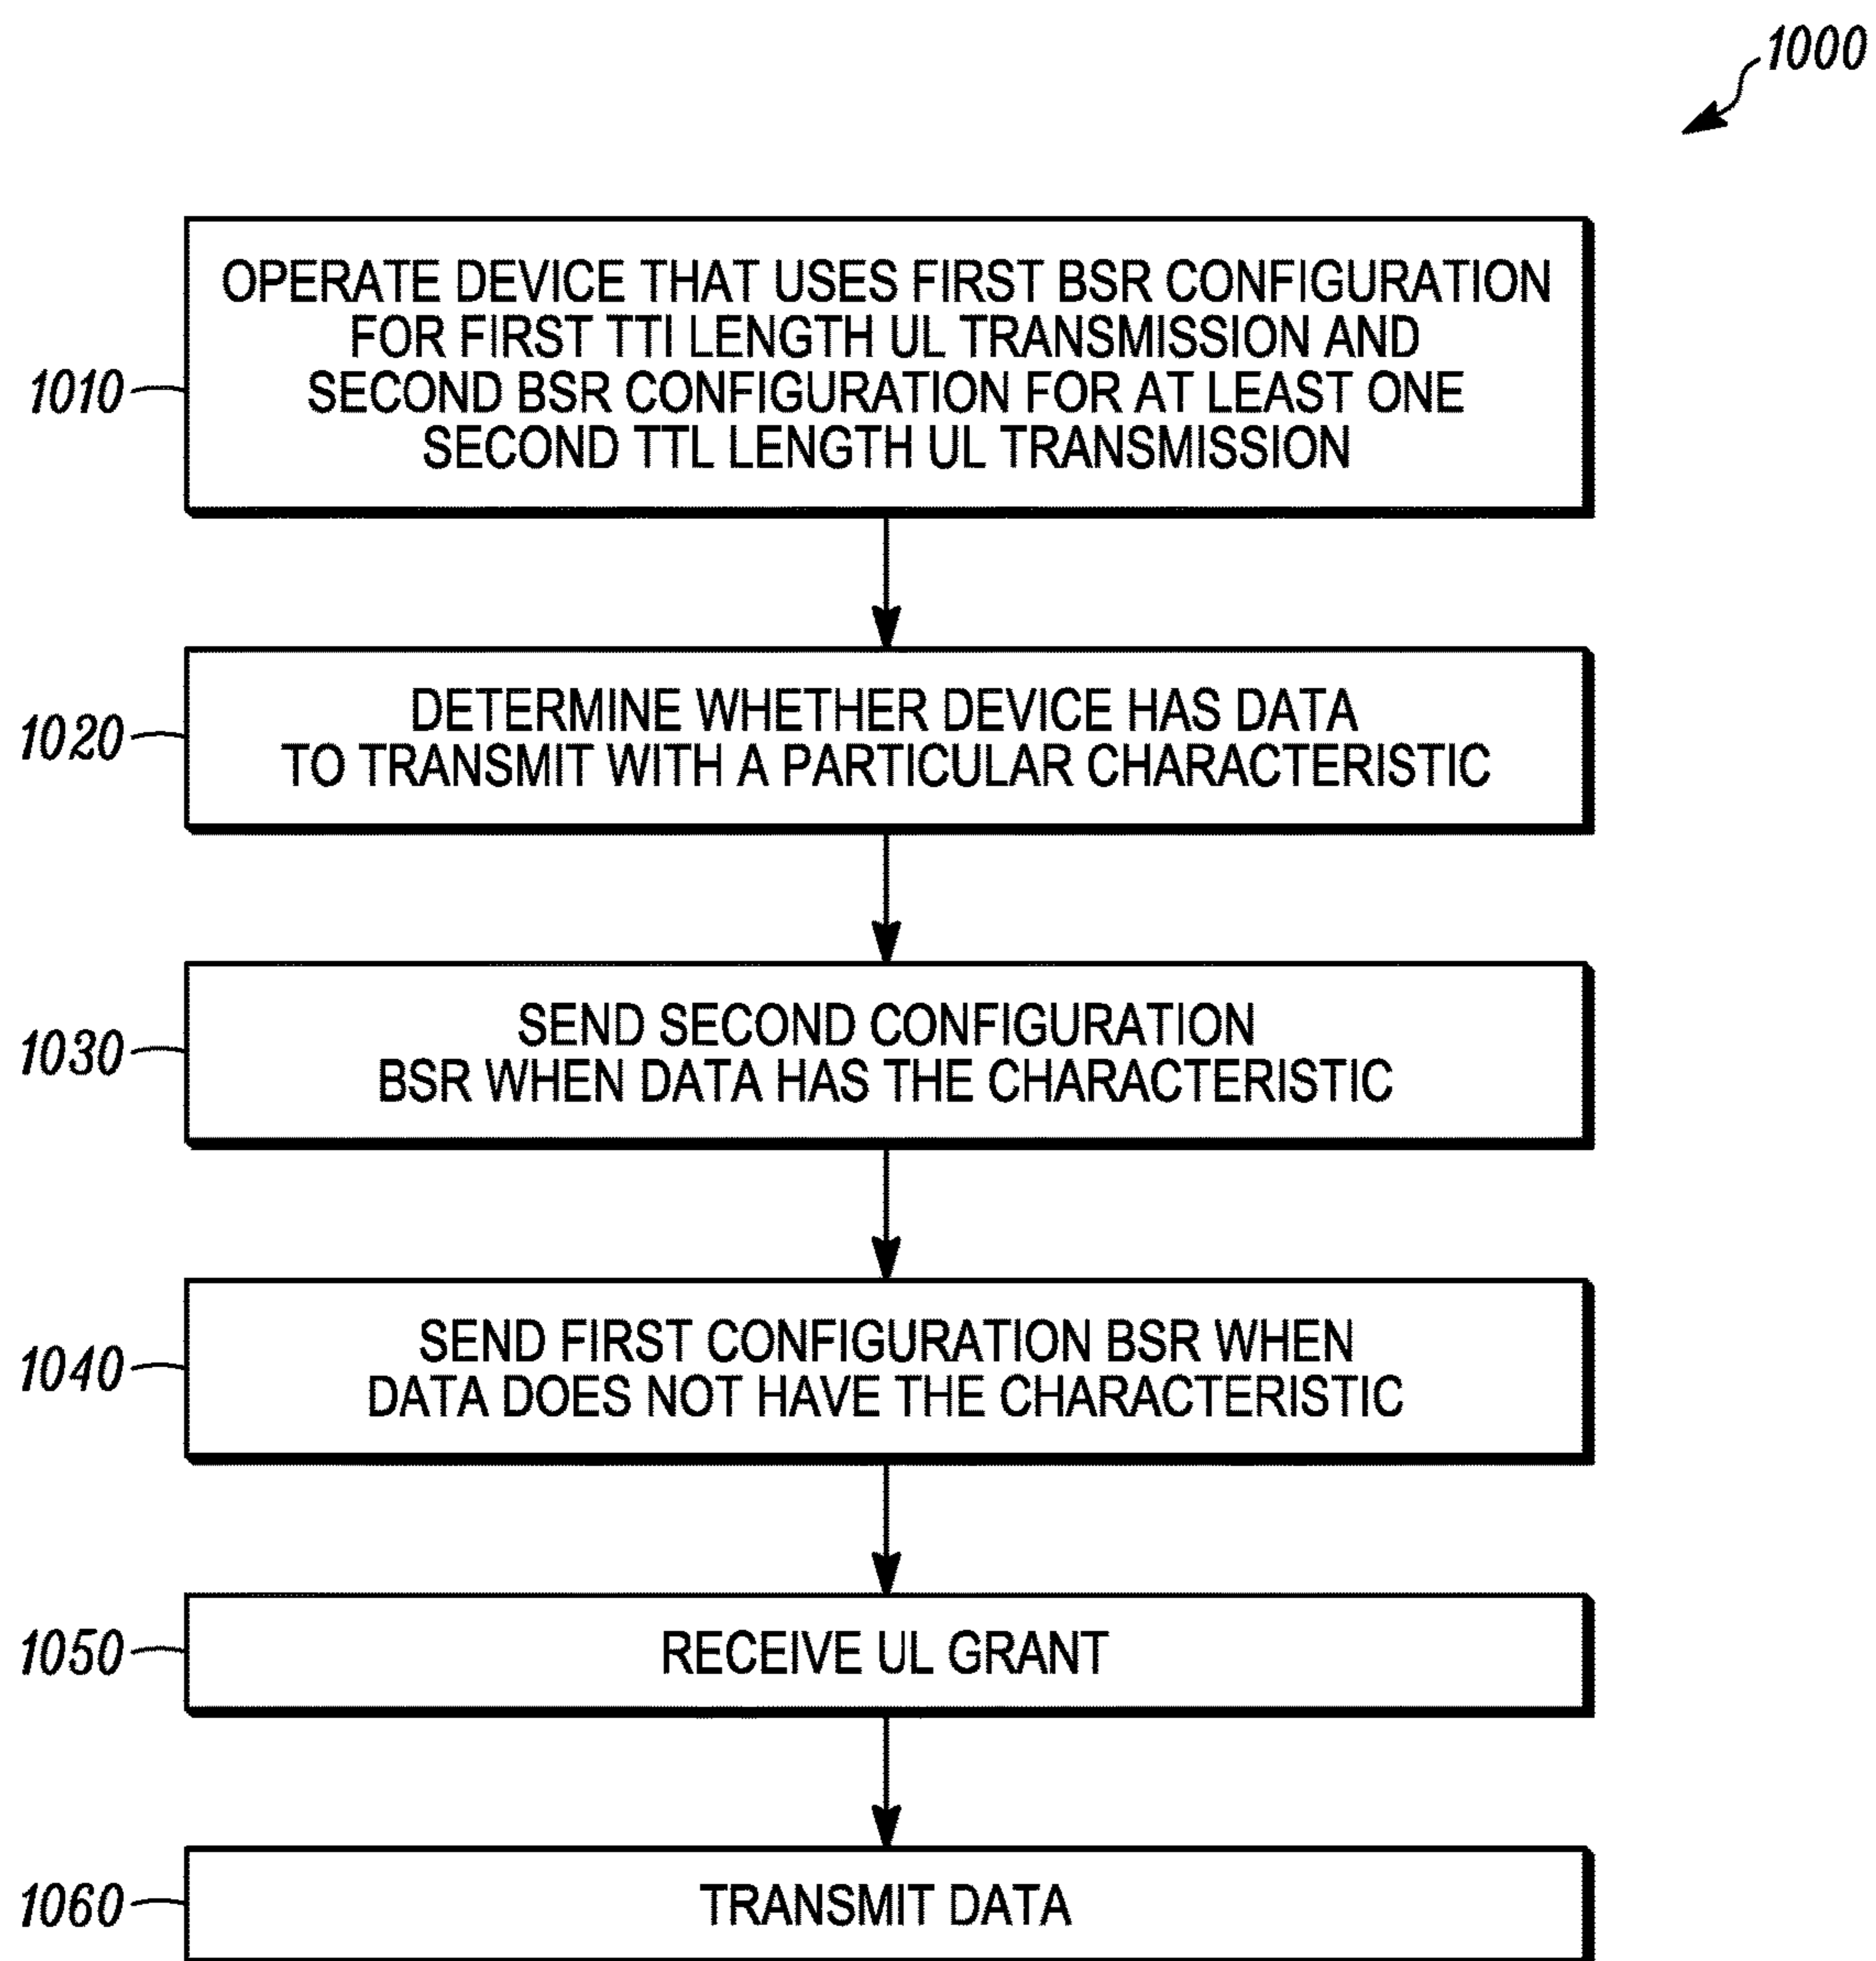 1000
OPERATE DEVICE THAT USES FIRST BSR CONFIGURATION
FOR FIRST TTI LENGTH UL TRANSMISSION AND
SECOND BSR CONFIGURATION FOR AT LEAST ONE
SECOND TTL LENGTH UL TRANSMISSION
1010
DETERMINE WHETHER DEVICE HAS DATA
TO TRANSMIT WITH A PARTICULAR CHARACTERISTIC
1020
SEND SECOND CONFIGURATION
BSR WHEN DATA HAS THE CHARACTERISTIC
1030
SEND FIRST CONFIGURATION BSR WHEN
DATA DOES NOT HAVE THE CHARACTERISTIC
1040
RECEIVE UL GRANT
1050
TRANSMIT DATA
1060